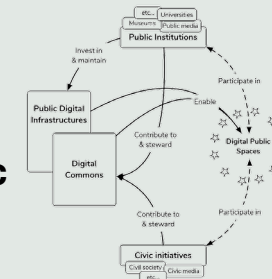 etc...
Universities
Museums
Public media
Public Institutions
Invest in
& maintain
Participate in
Public Digital
Infrastructures
Enable
Digital Public
Spaces
Contribute to
& steward
Digital
Commons
c
Contribute to
& steward
Participate in
Civic initiatives
Civil society
Civic media
etc...